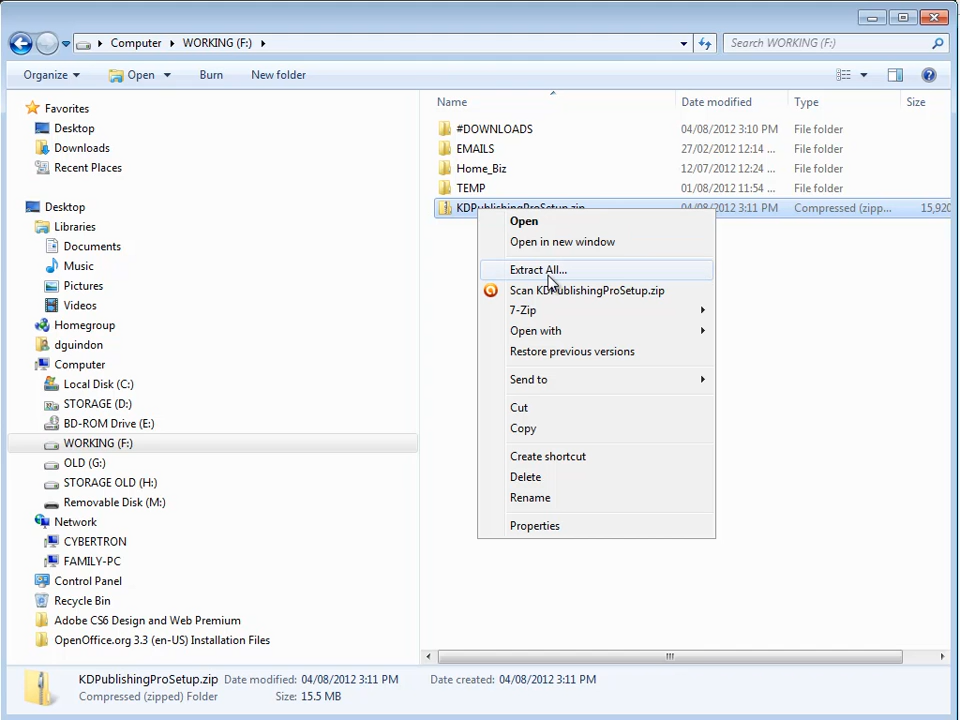 Computer WORKING (F:)
Search WORKING (F:)
Organize Open Burn New folder
Name Date modified Type Size
Favorites
Desktop
Downloads
Recent Places
Desktop
Libraries
Documents
Music
Pictures
Videos
Homegroup
dguindon
Computer
Local Disk (C:)
STORAGE (D:)
BD-ROM Drive (E:)
WORKING (F:)
OLD (G:)
STORAGE OLD (H:)
Removable Disk (M:)
Network
CYBERTRON
FAMILY-PC
Control Panel
Recycle Bin
Adobe CS6 Design and Web Premium
OpenOffice.org 3.3 (en-US) Installation Files
#DOWNLOADS 04/08/2012 3:10 PM File folder
EMAILS 27/02/2012 12:14 ... File folder
Home_Biz 12/07/2012 12:24 ... File folder
TEMP 01/08/2012 11:54 ... File folder
KDPublishingProSetup.zip 04/08/2012 3:11 PM Compressed (zipp... 15,920
Open
Open in new window
Extract All...
Scan KDPublishingProSetup.zip
7-Zip
Open with
Restore previous versions
Send to
Cut
Copy
Create shortcut
Delete
Rename
Properties
KDPublishingProSetup.zip Date modified: 04/08/2012 3:11 PM Date created: 04/08/2012 3:11 PM
Compressed (zipped) Folder Size: 15.5 MB